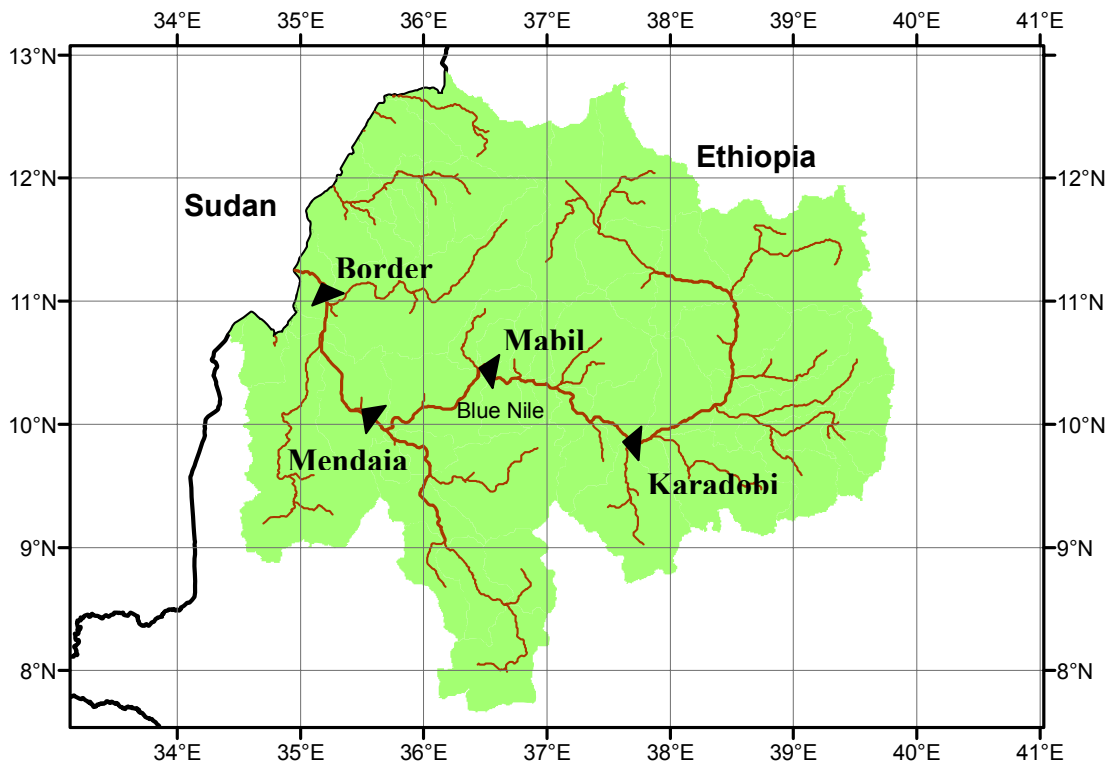 34°E 35°E 36°E 37°E 38°E 39°E 40°E 41°E
13°N
12°N 12°N
11°N 11°N
10°N 10°N
9°N 9°N
8°N 8°N
Ethiopia
Sudan
Border
Mabil
Blue Nile
Mendaia
Karadobi
34°E 35°E 36°E 37°E 38°E 39°E 40°E 41°E